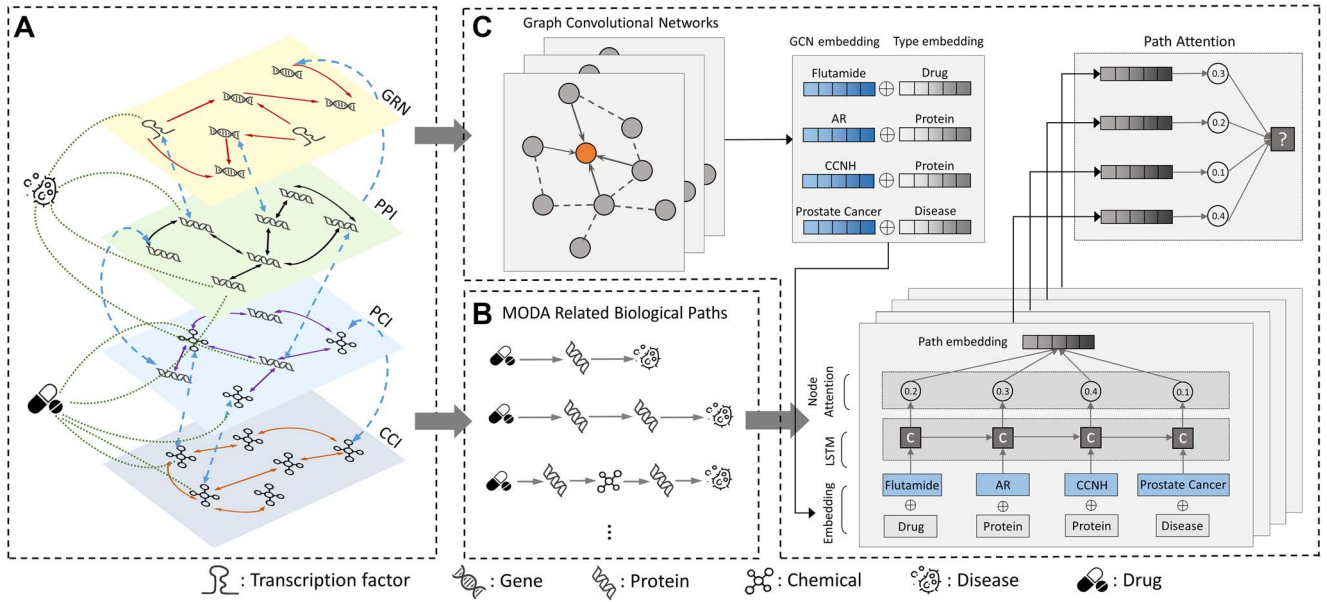 A
GRN
PPI
PCI
CCI
B
MODA Related Biological Paths
C
Graph Convolutional Networks
GCN embedding Type embedding
Flutamide Drug
AR Protein
CCNH Protein
Prostate Cancer Disease
Path Attention
0.3
0.2
0.1
0.4
?
Path embedding
Node
Attention
0.2 0.3 0.4 0.1
LSTM
C C C C
Embedding
Flutamide AR CCNH Prostate Cancer
Drug Protein Protein Disease
: Transcription factor : Gene : Protein : Chemical : Disease : Drug